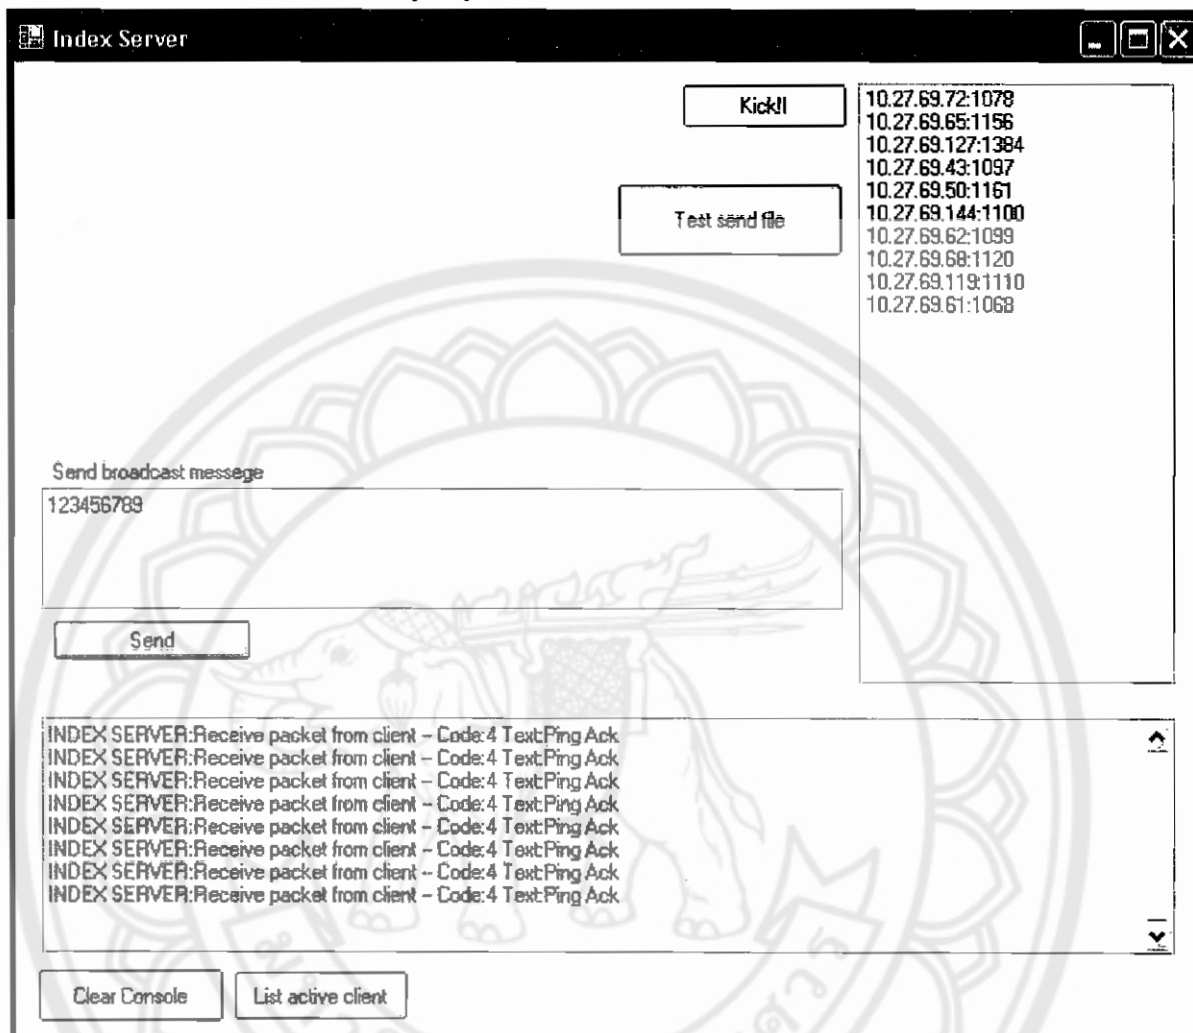 Index Server
Kick!!
Test send file
10.27.69.72:1078
10.27.69.65:1156
10.27.69.127:1384
10.27.69.43:1097
10.27.69.50:1161
10.27.69.144:1100
10.27.69.62:1099
10.27.69.68:1120
10.27.69.119:1110
10.27.69.61:1068
Send broadcast messege
123456789
Send
INDEX SERVER:Receive packet from client -- Code:4 Text:Ping Ack
INDEX SERVER:Receive packet from client -- Code:4 Text:Ping Ack
INDEX SERVER:Receive packet from client -- Code:4 Text:Ping Ack
INDEX SERVER:Receive packet from client -- Code:4 Text:Ping Ack
INDEX SERVER:Receive packet from client -- Code:4 Text:Ping Ack
INDEX SERVER:Receive packet from client -- Code:4 Text:Ping Ack
INDEX SERVER:Receive packet from client -- Code:4 Text:Ping Ack
INDEX SERVER:Receive packet from client -- Code:4 Text:Ping Ack
Clear Console
List active client